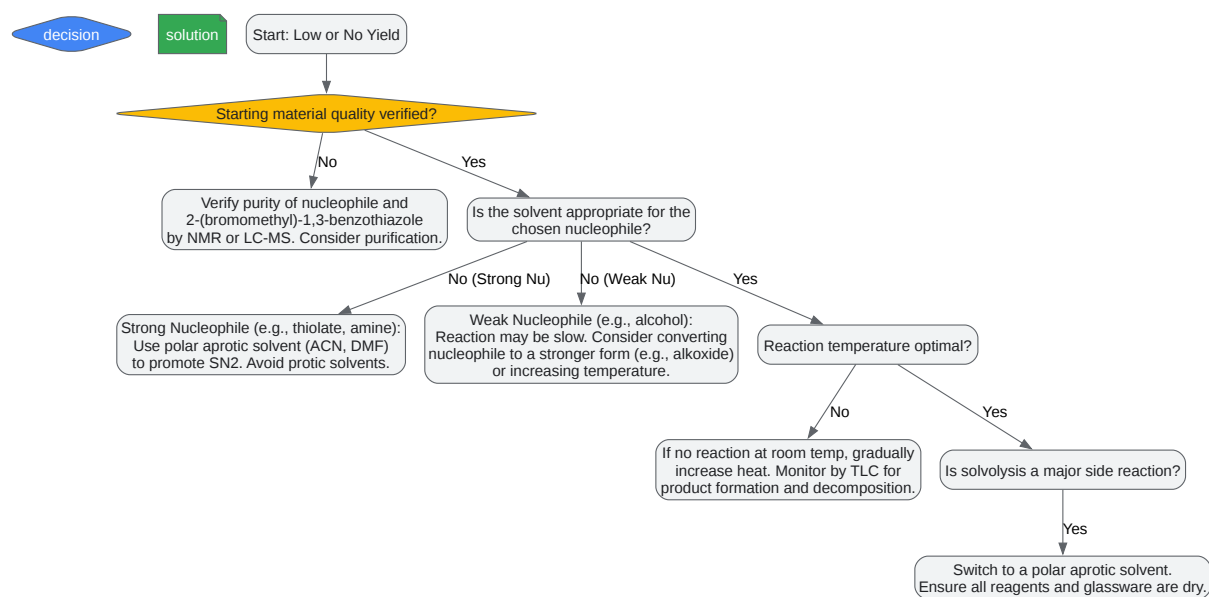 decision
solution
Start: Low or No Yield
Starting material quality verified?
No
Yes
Verify purity of nucleophile and
2-(bromomethyl)-1,3-benzothiazole
by NMR or LC-MS. Consider purification.
Is the solvent appropriate for the
chosen nucleophile?
No (Strong Nu)
No (Weak Nu)
Yes
Strong Nucleophile (e.g., thiolate, amine):
Use polar aprotic solvent (ACN, DMF)
to promote SN2. Avoid protic solvents.
Weak Nucleophile (e.g., alcohol):
Reaction may be slow. Consider converting
nucleophile to a stronger form (e.g., alkoxide)
or increasing temperature.
Reaction temperature optimal?
No
Yes
If no reaction at room temp, gradually
increase heat. Monitor by TLC for
product formation and decomposition.
Is solvolysis a major side reaction?
Yes
Switch to a polar aprotic solvent.
Ensure all reagents and glassware are dry.